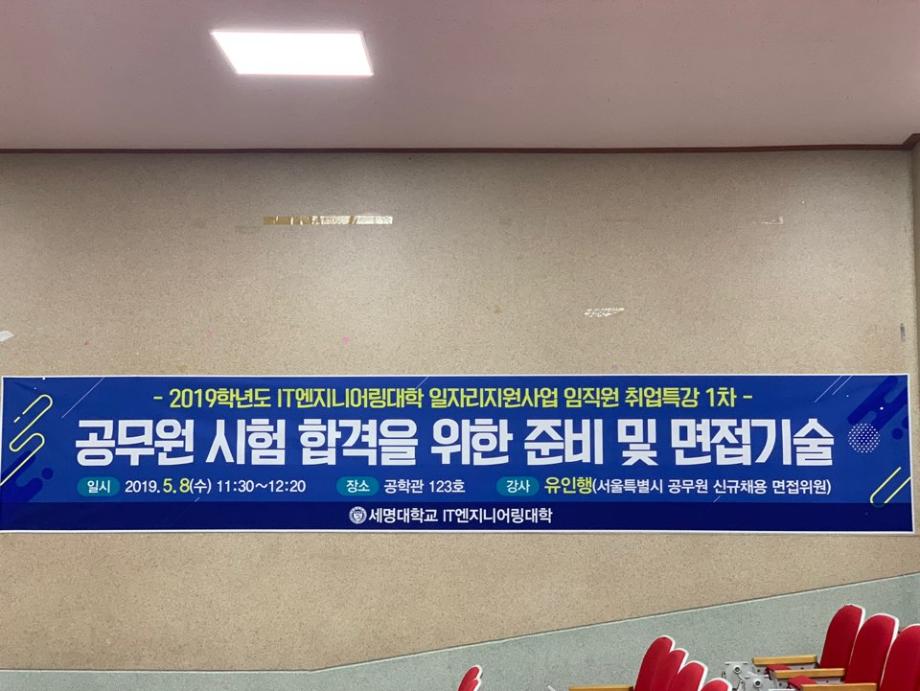 - 2019학년도 IT엔지니어링대학 일자리지원사업 임직원 취업특강 1차 -
공무원 시험 합격을 위한 준비 및 면접기술
일시 2019. 5. 8(수) 11:30~12:20 장소 공학관 123호 강사 유인행(서울특별시 공무원 신규채용 면접위원)
세명대학교 IT엔지니어링대학